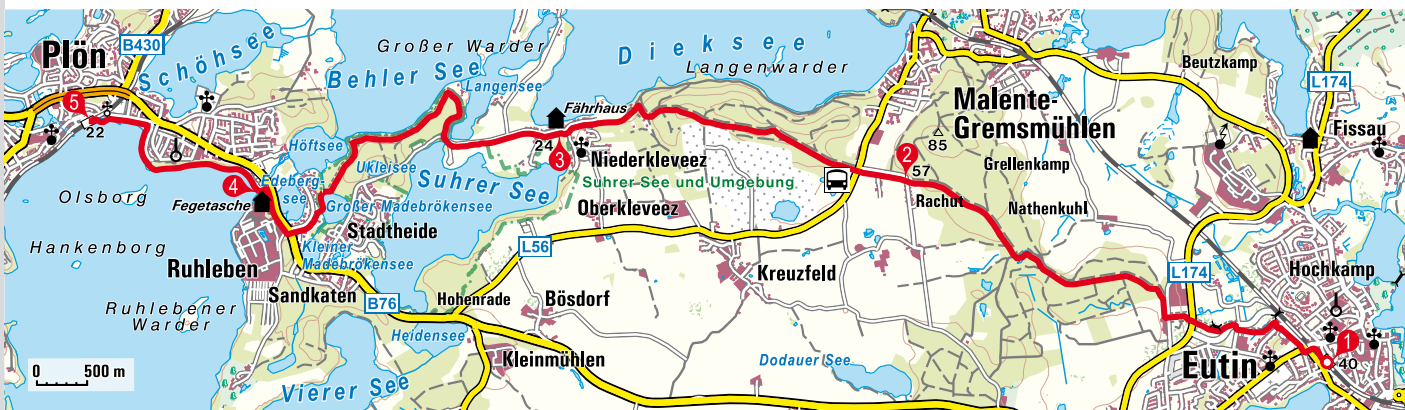 Plön
B430
Schöhsee
5
22
Olsborg
Hankenborg
4
Fegetasche
Ruhleben
Ruhlebener
Warder
0 500 m
Großer Warder
Behler See
Langensee
Höftsee
Edeberg-
see
Ukleisee
Großer Madebrökensee
Stadtheide
Kleiner
Madebrökensee
Sandkaten
B76
Hohenrade
Heidensee
Vierer See
Suhrer See
Fährhaus
24
3
Niederkleveez
Suhrer See und Umgebung
Oberkleveez
L56
Bösdorf
Kleinmühlen
Dieksee
Langenwarder
Kreuzfeld
Dodauer See
Malente-
Gremsmühlen
85
2
57
Rachut
Grellenkamp
Nathenkuhl
Beutzkamp
L174
Fissau
L174
Hochkamp
Eutin
1
40